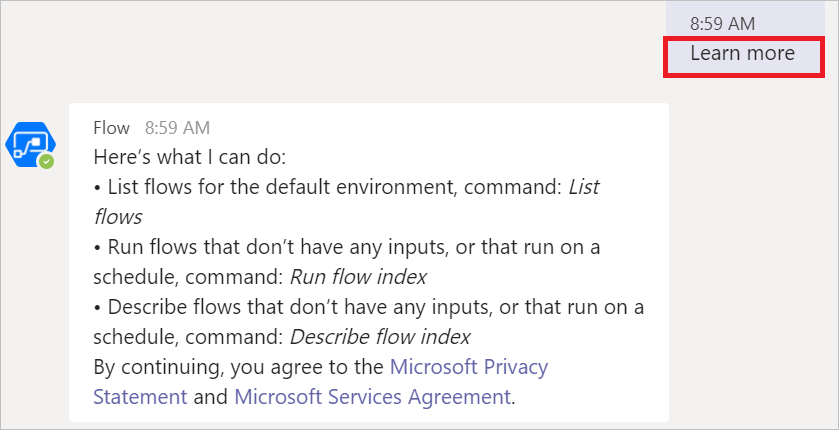 8:59 AM
Learn more
Flow 8:59 AM
Here's what I can do:
• List flows for the default environment, command: List
flows
• Run flows that don't have any inputs, or that run on a
schedule, command: Run flow index
• Describe flows that don't have any inputs, or that run on a
schedule, command: Describe flow index
By continuing, you agree to the Microsoft Privacy
Statement and Microsoft Services Agreement.